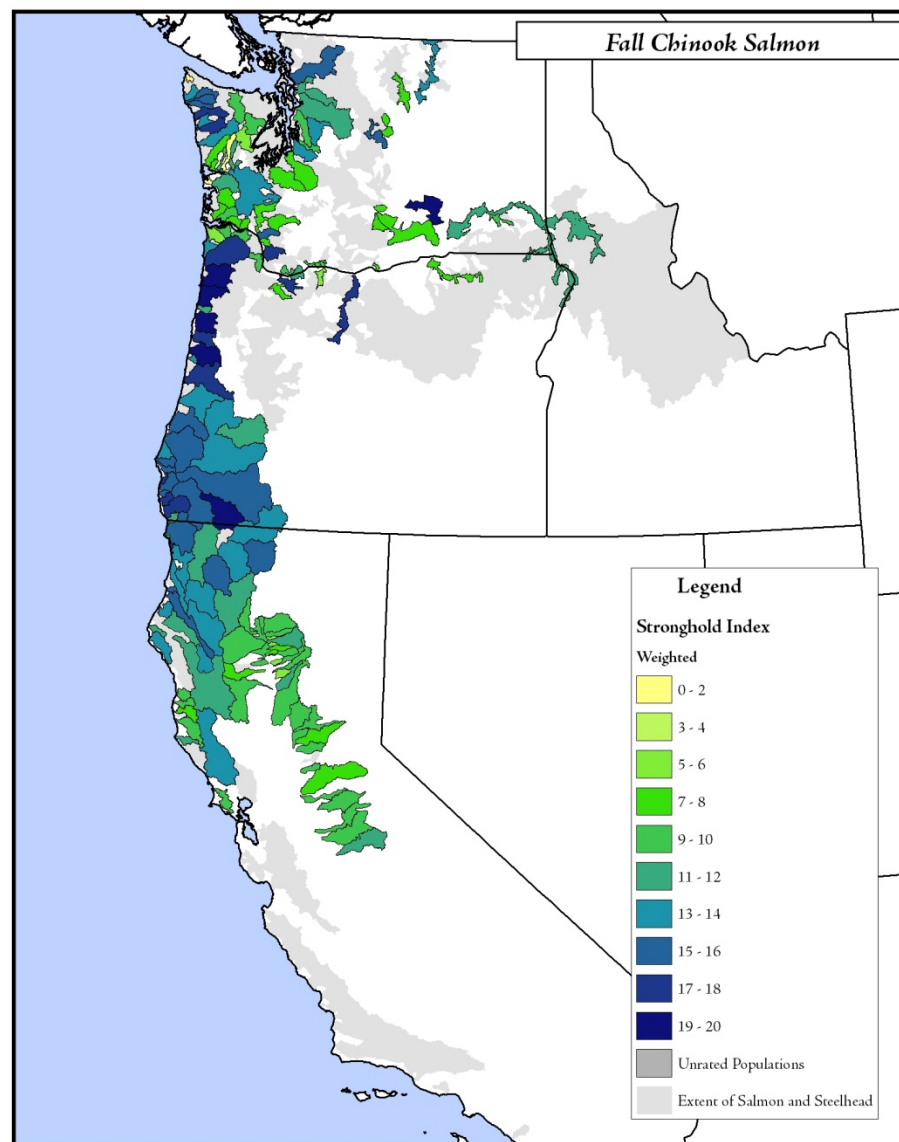 Fall Chinook Salmon
Legend
Stronghold Index
Weighted
0 - 2
3 - 4
5 - 6
7 - 8
9 - 10
11 - 12
13 - 14
15 - 16
17 - 18
19 - 20
Unrated Populations
Extent of Salmon and Steelhead